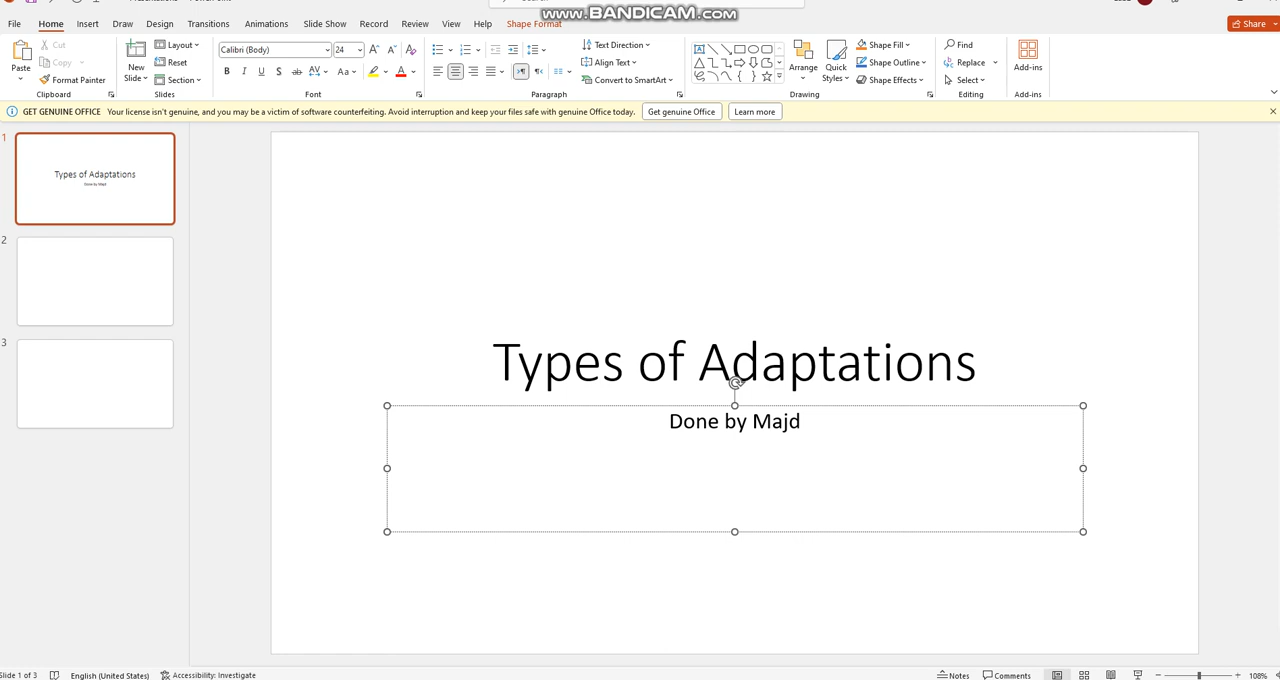 www.BANDICAM.com
File Home Insert Draw Design Transitions Animations Slide Show Record Review View Help Shape Format Share
Paste Cut Copy Format Painter Clipboard
New Slide Layout Reset Section Slides
Calibri (Body) 24 Font
B I U S ab AV Aa A
Text Direction Align Text Convert to SmartArt Paragraph
Arrange Quick Styles Shape Fill Shape Outline Shape Effects Drawing
Find Replace Select Editing
Add-ins Add-ins
GET GENUINE OFFICE Your license isn't genuine, and you may be a victim of software counterfeiting. Avoid interruption and keep your files safe with genuine Office today. Get genuine Office Learn more
1
Types of Adaptations
Done by Majd
2
3
Types of Adaptations
Done by Majd
Slide 1 of 3 English (United States) Accessibility: Investigate Notes Comments 108%